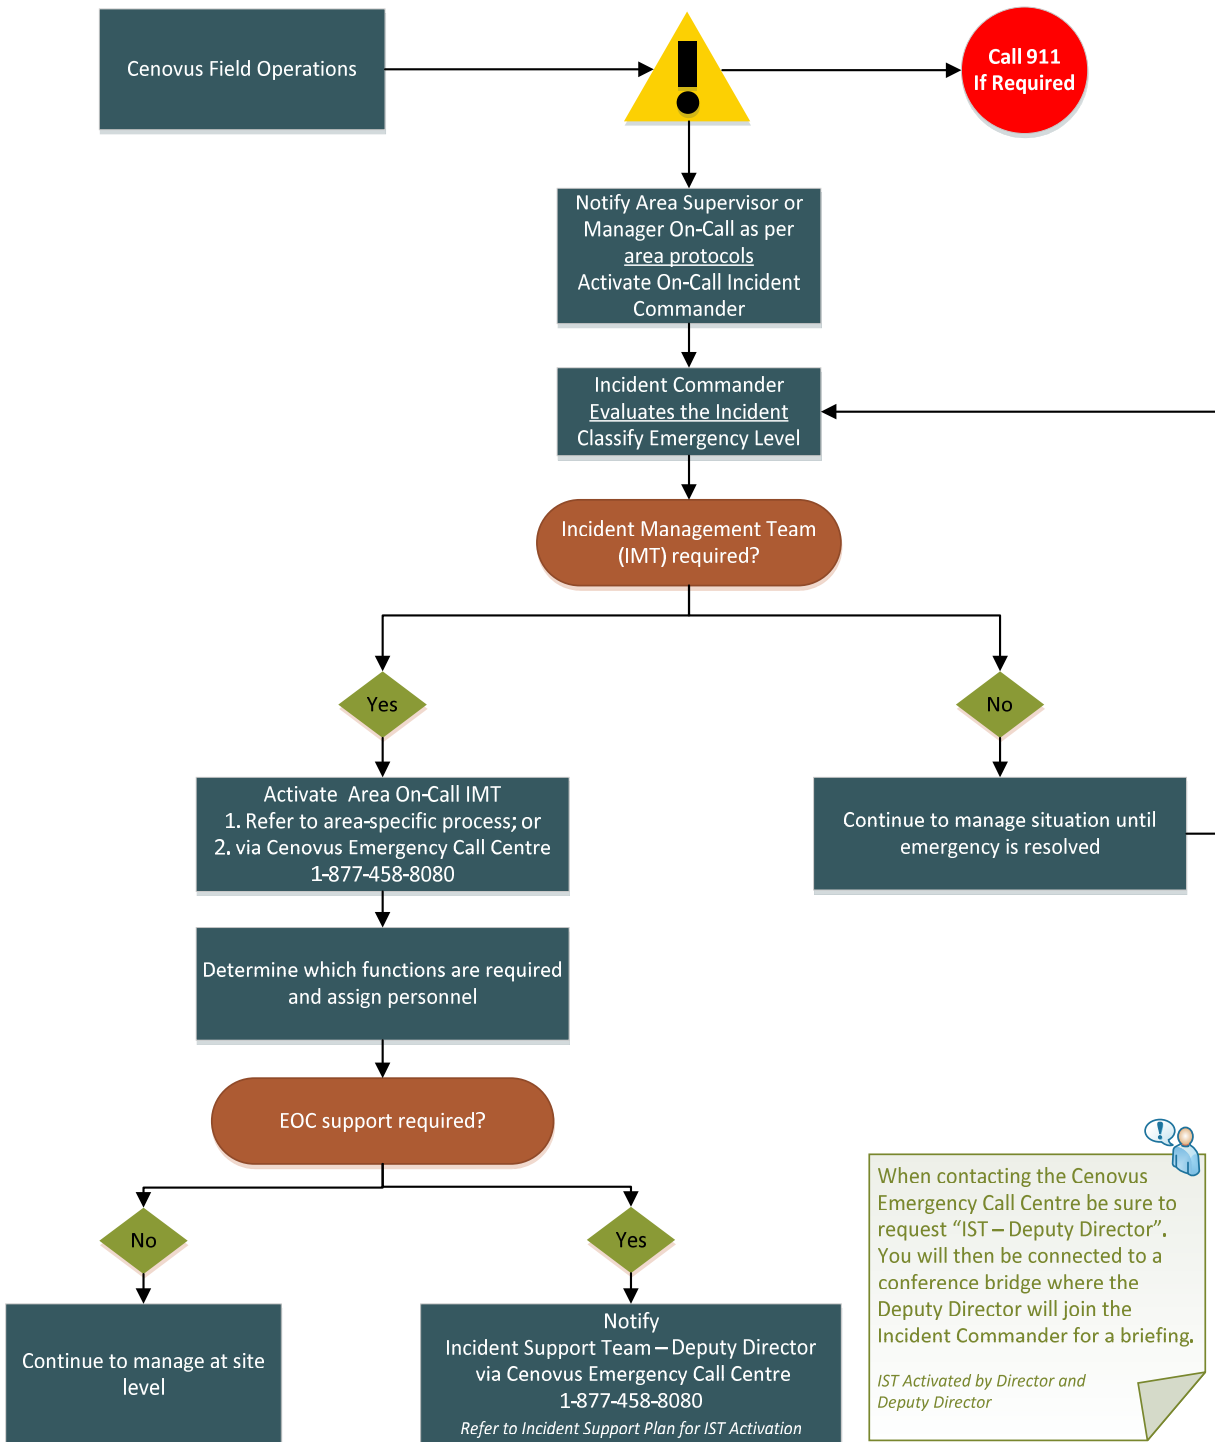 Cenovus Field Operations
Call 911
If Required
Notify Area Supervisor or
Manager On-Call as per
area protocols
Activate On-Call Incident
Commander
Incident Commander
Evaluates the Incident
Classify Emergency Level
Incident Management Team
(IMT) required?
Yes
No
Activate Area On-Call IMT
1. Refer to area-specific process; or
2. via Cenovus Emergency Call Centre
1-877-458-8080
Continue to manage situation until
emergency is resolved
Determine which functions are required
and assign personnel
EOC support required?
No
Yes
Continue to manage at site
level
Notify
Incident Support Team – Deputy Director
via Cenovus Emergency Call Centre
1-877-458-8080
Refer to Incident Support Plan for IST Activation
When contacting the Cenovus
Emergency Call Centre be sure to
request “IST – Deputy Director”.
You will then be connected to a
conference bridge where the
Deputy Director will join the
Incident Commander for a briefing.
IST Activated by Director and
Deputy Director